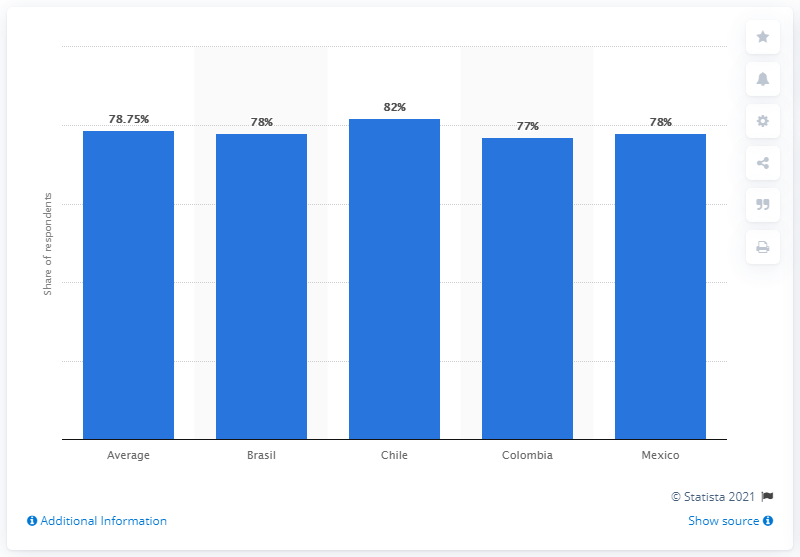 78.75%
78%
82%
77%
78%
Share of respondents
Average
Brasil
Chile
Colombia
Mexico
© Statista 2021
Additional Information
Show source